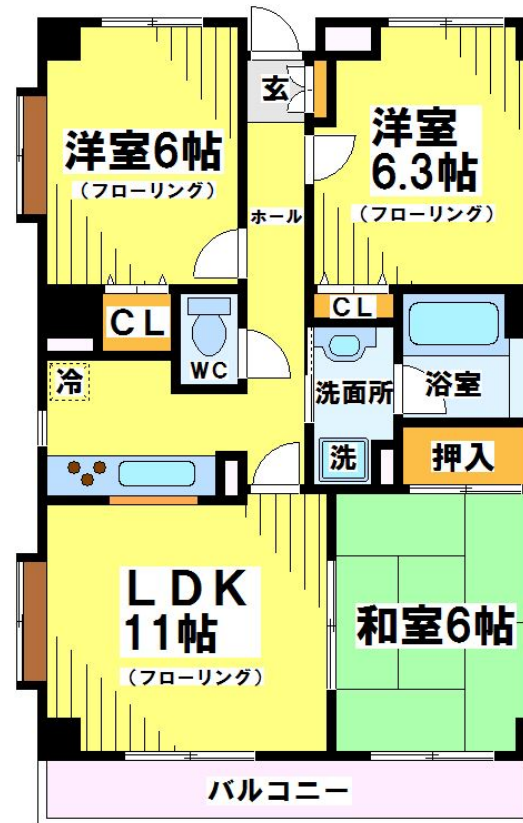 玄
洋室6帖
(フローリング)
洋室
6.3帖
(フローリング)
ホール
CL
CL
WC
冷
洗面所
浴室
洗
押入
LDK
11帖
(フローリング)
和室6帖
バルコニー